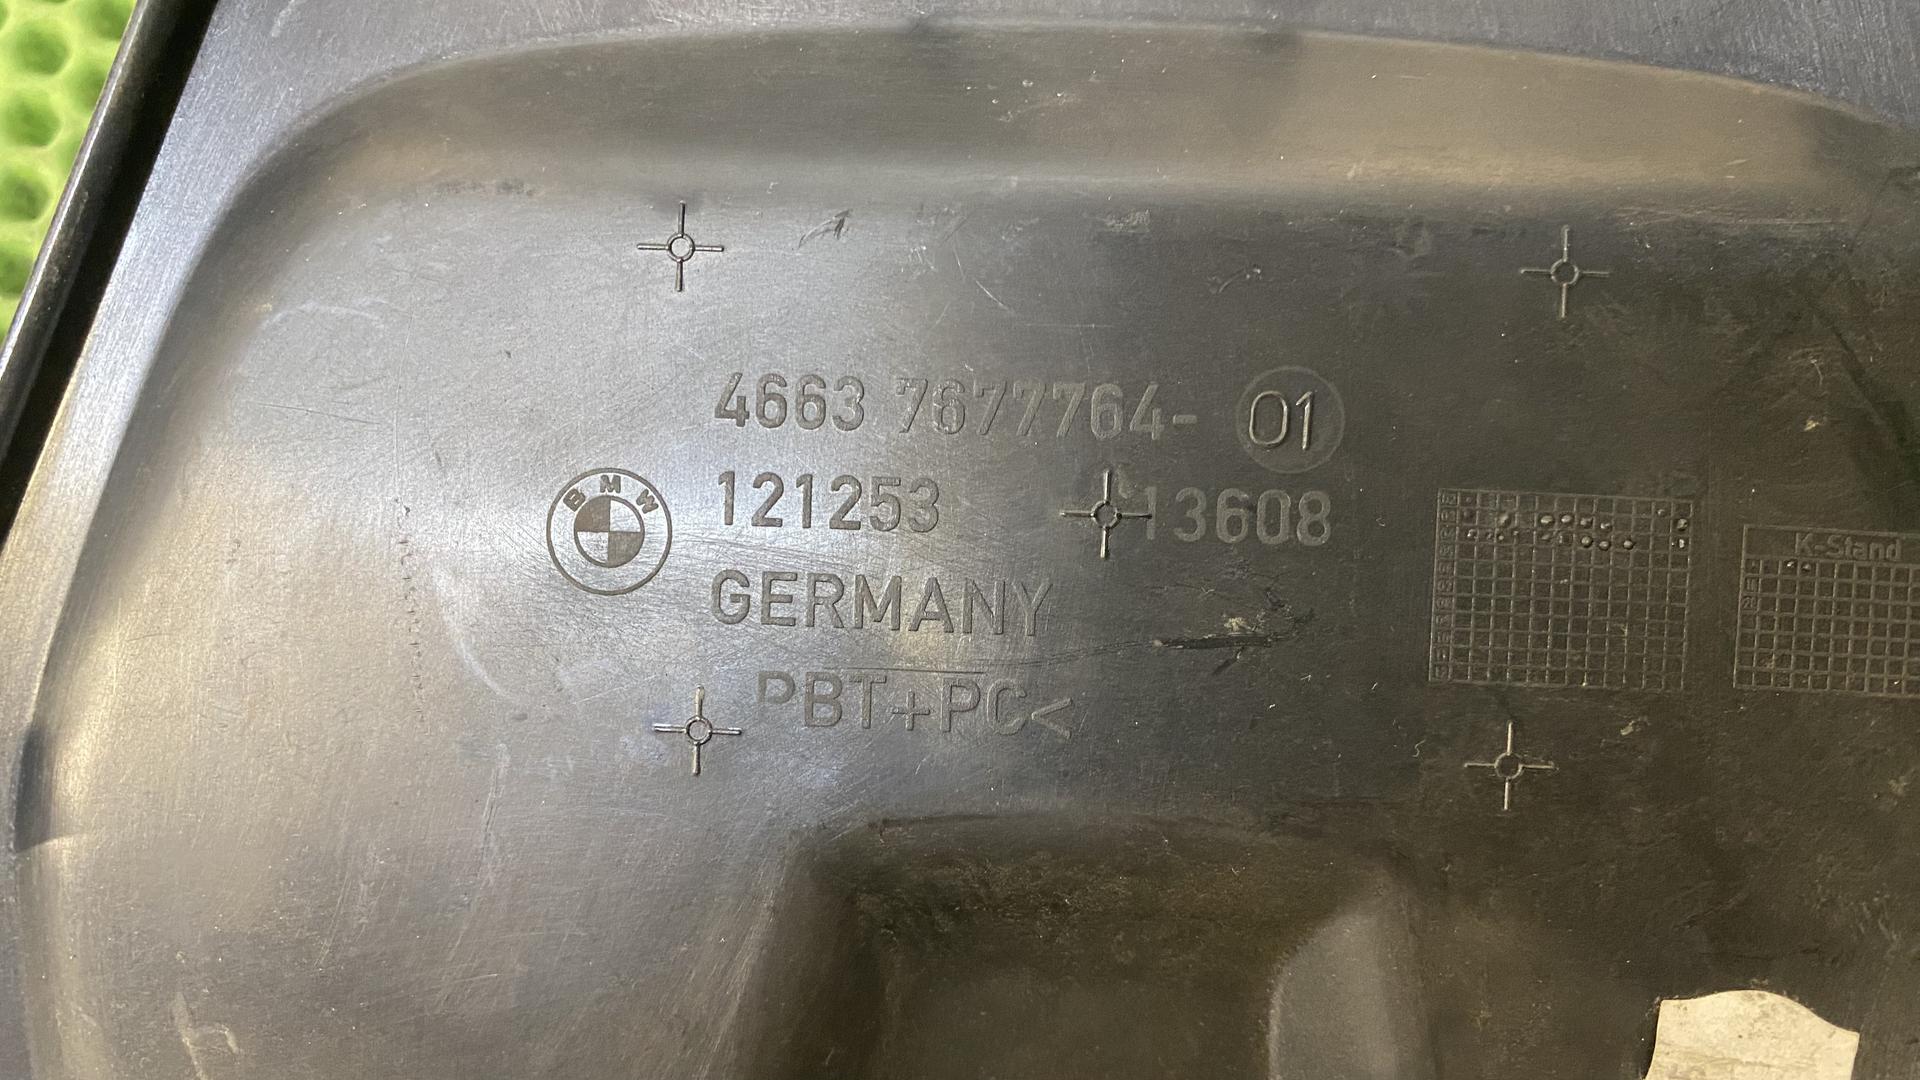 4663 7677764- 01
BMW
121253 13608
GERMANY
PBT+PC<
K-Stand